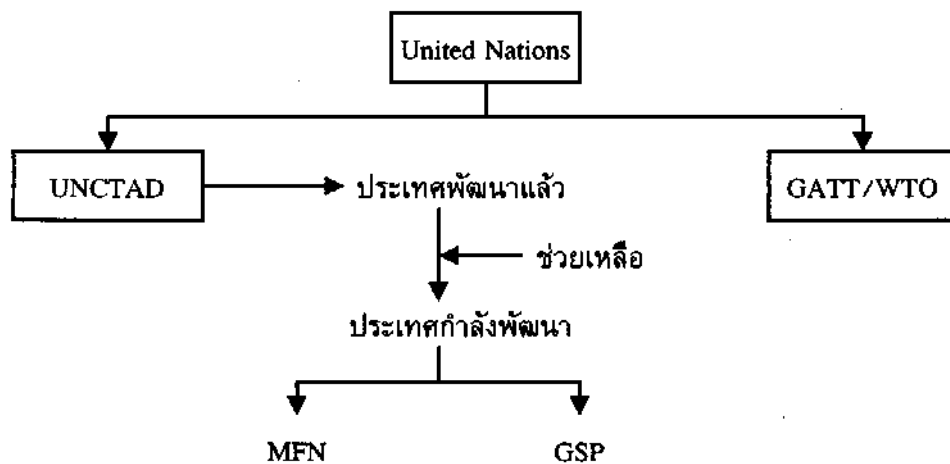 United Nations
UNCTAD
ประเทศพัฒนาแล้ว
GATT/WTO
ช่วยเหลือ
ประเทศกำลังพัฒนา
MFN
GSP